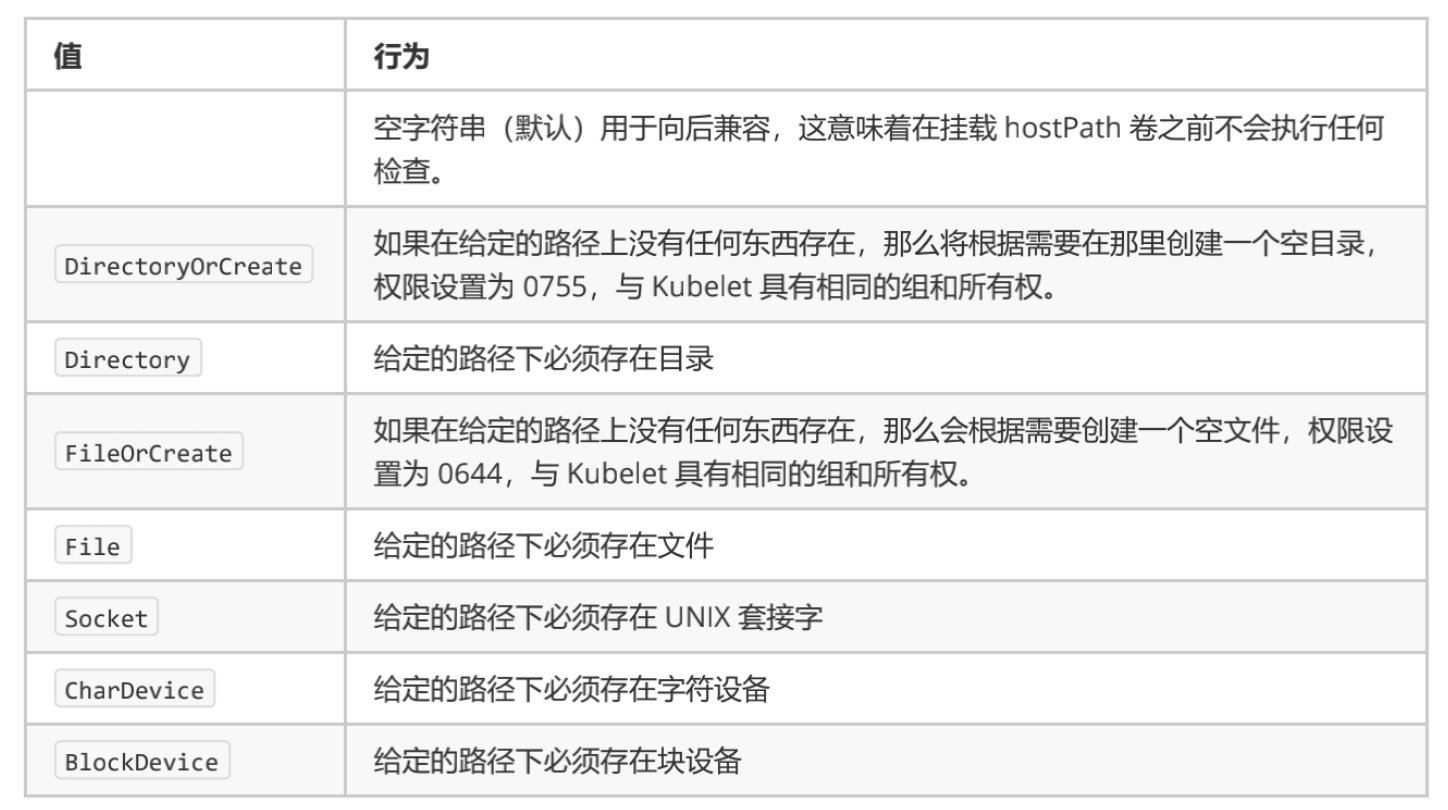 值 行为
空字符串（默认）用于向后兼容，这意味着在挂载 hostPath 卷之前不会执行任何
检查。
DirectoryOrCreate 如果在给定的路径上没有任何东西存在，那么将根据需要在那里创建一个空目录，
权限设置为 0755，与 Kubelet 具有相同的组和所有权。
Directory 给定的路径下必须存在目录
FileOrCreate 如果在给定的路径上没有任何东西存在，那么会根据需要创建一个空文件，权限设
置为 0644，与 Kubelet 具有相同的组和所有权。
File 给定的路径下必须存在文件
Socket 给定的路径下必须存在 UNIX 套接字
CharDevice 给定的路径下必须存在字符设备
BlockDevice 给定的路径下必须存在块设备